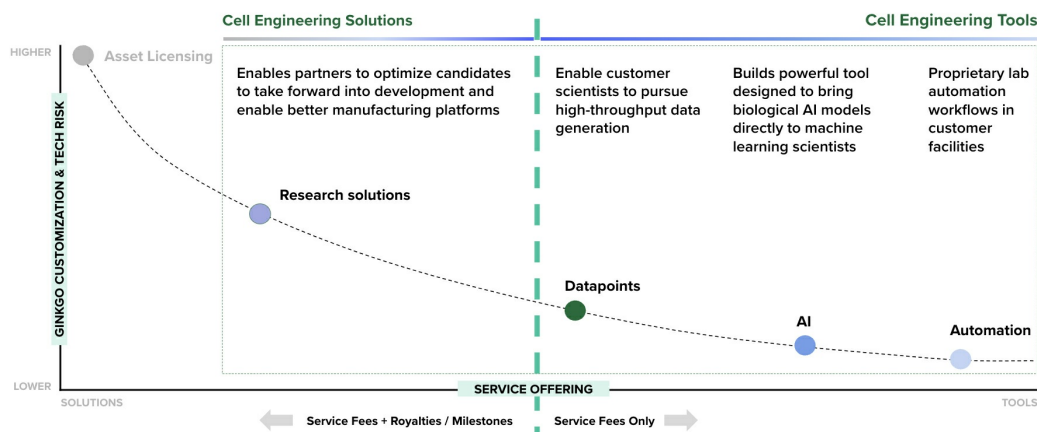 Cell Engineering Solutions
Cell Engineering Tools
HIGHER
Asset Licensing
Enables partners to optimize candidates
to take forward into development and
enable better manufacturing platforms
Enable customer
scientists to pursue
high-throughput data
generation
Builds powerful tool
designed to bring
biological AI models
directly to machine
learning scientists
Proprietary lab
automation
workflows in
customer
facilities
GINKGO CUSTOMIZATION & TECH RISK
Research solutions
Datapoints
AI
Automation
LOWER
SERVICE OFFERING
SOLUTIONS
TOOLS
Service Fees + Royalties / Milestones
Service Fees Only